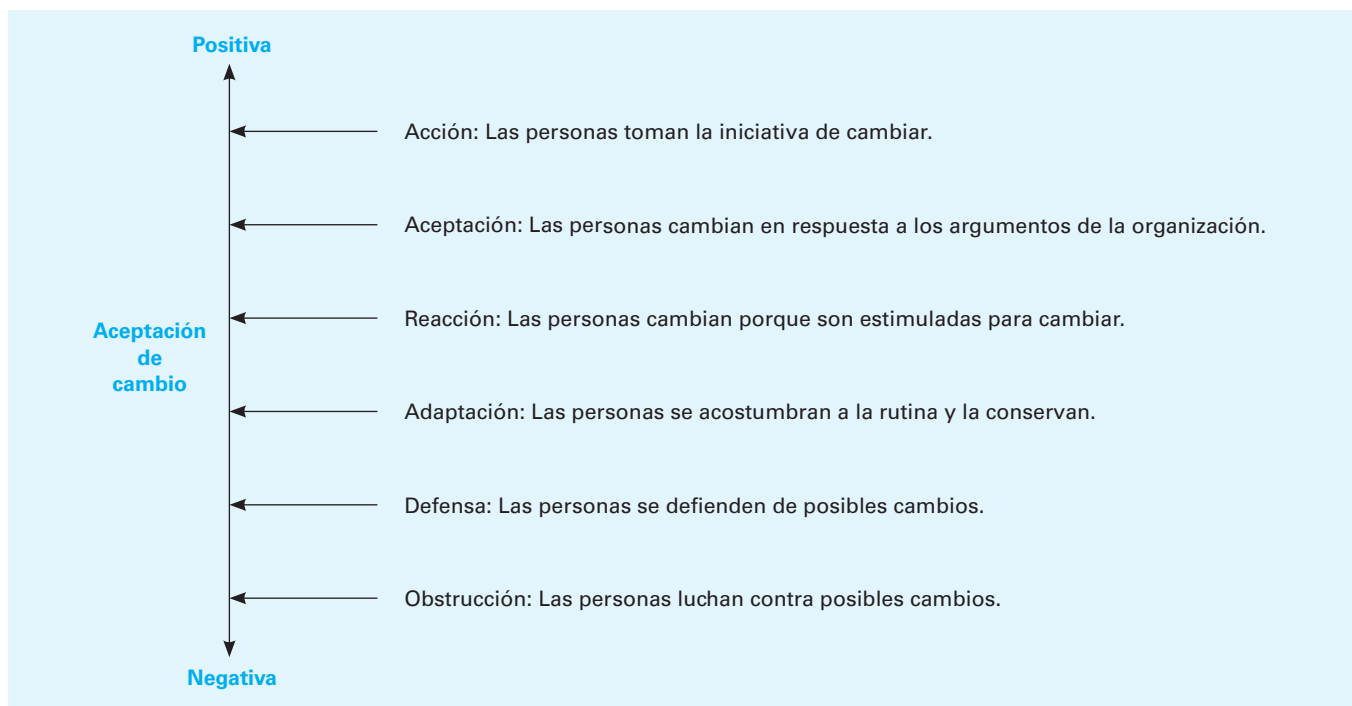 Positiva
Acción: Las personas toman la iniciativa de cambiar.
Aceptación: Las personas cambian en respuesta a los argumentos de la organización.
Reacción: Las personas cambian porque son estimuladas para cambiar.
Aceptación
de
cambio
Adaptación: Las personas se acostumbran a la rutina y la conservan.
Defensa: Las personas se defienden de posibles cambios.
Obstrucción: Las personas luchan contra posibles cambios.
Negativa